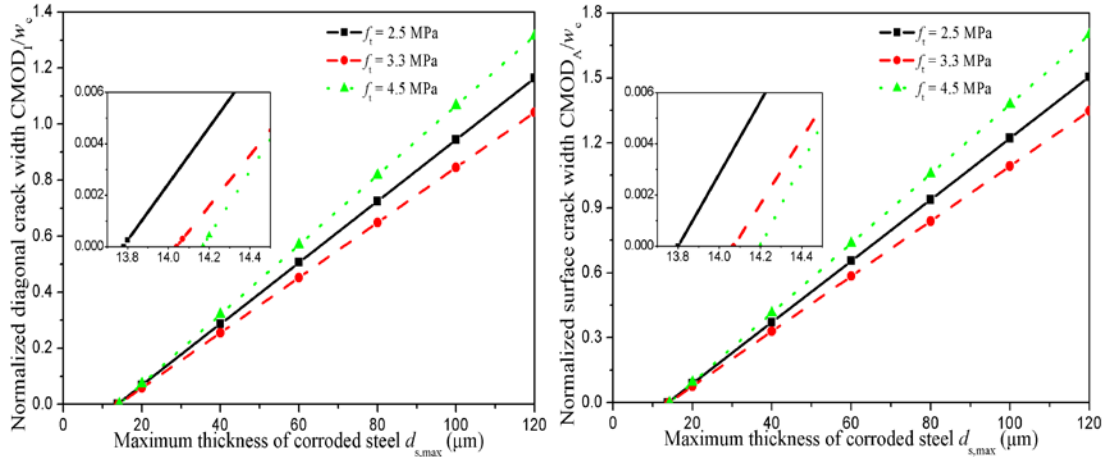 Normalized diagonal crack width CMOD_I/w_c
1.4
1.2
1.0
0.8
0.6
0.4
0.2
0.0
f_t = 2.5 MPa
f_t = 3.3 MPa
f_t = 4.5 MPa
0.006
0.004
0.002
0.000
13.8 14.0 14.2 14.4
0 20 40 60 80 100 120
Maximum thickness of corroded steel d_s,max (μm)
Normalized surface crack width CMOD_A/w_c
1.8
1.5
1.2
0.9
0.6
0.3
0.0
f_t = 2.5 MPa
f_t = 3.3 MPa
f_t = 4.5 MPa
0.006
0.004
0.002
0.000
13.8 14.0 14.2 14.4
0 20 40 60 80 100 120
Maximum thickness of corroded steel d_s,max (μm)